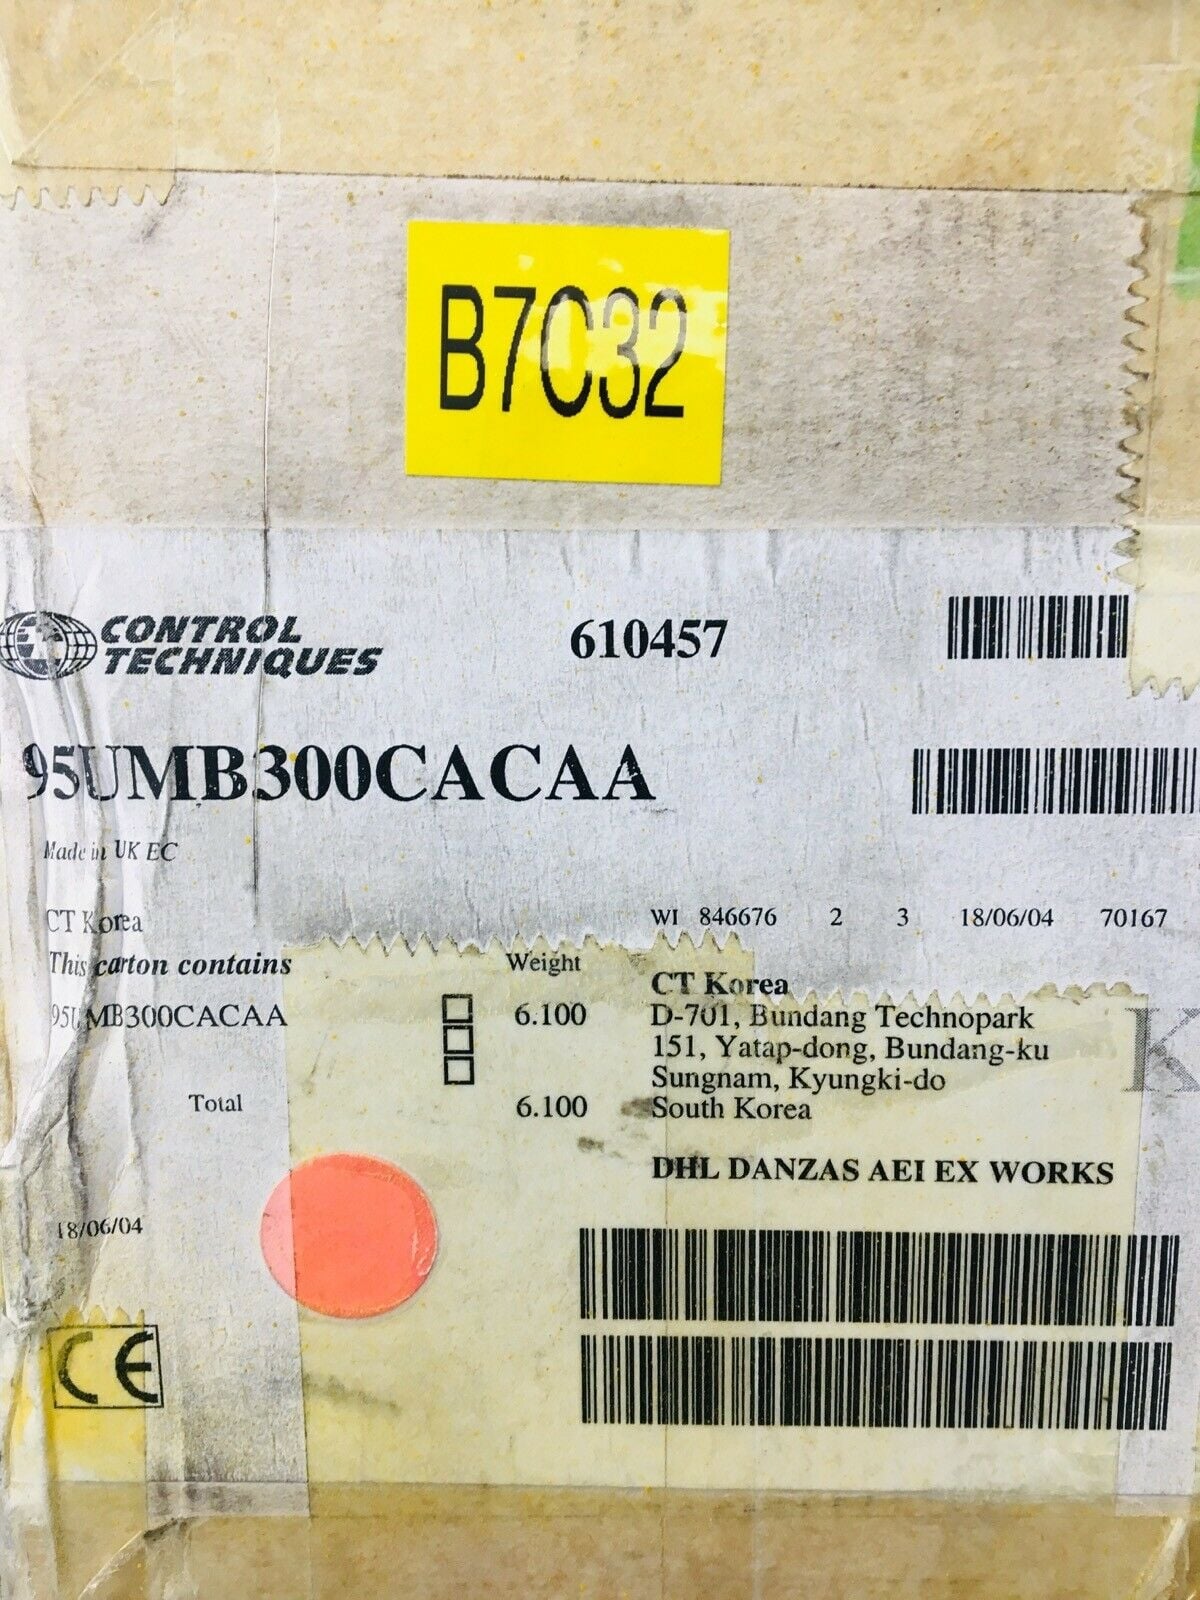 B7C32
CONTROL
TECHNIQUES
610457
95UMB300CACAA
Made in UK EC
CT Korea
WI 846676 2 3 18/06/04 70167
This carton contains
Weight
95UMB300CACAA
6.100
Total
6.100
CT Korea
D-701, Bundang Technopark
151, Yatap-dong, Bundang-ku
Sungnam, Kyungki-do
South Korea
DHL DANZAS AEI EX WORKS
18/06/04
CE
K